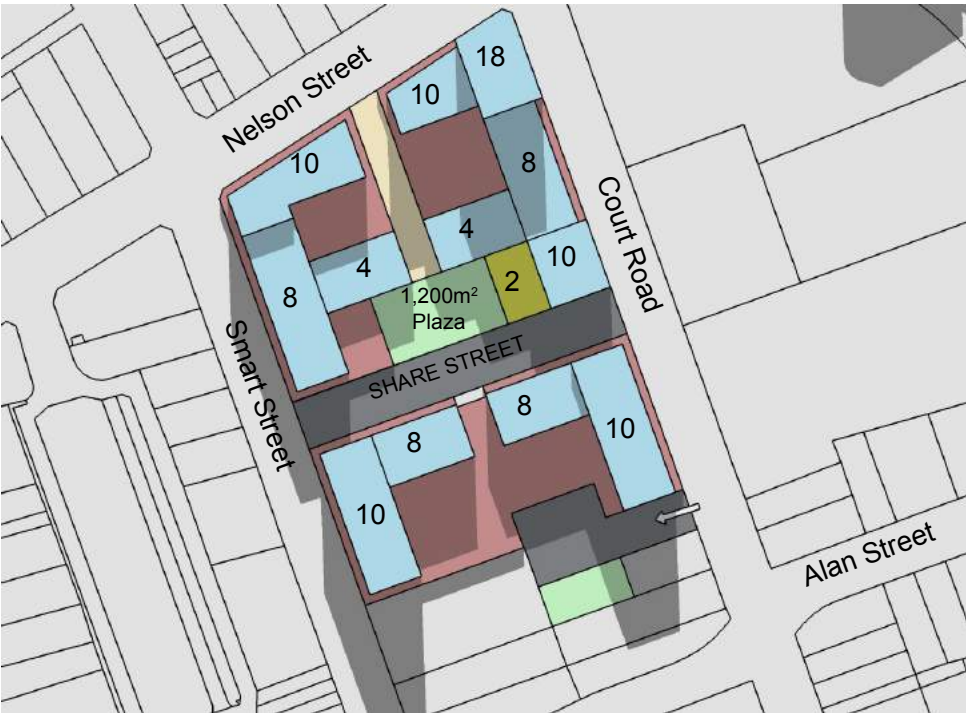 Nelson Street
18
10
10
8
4
4
10
2
8
1,200m²
Plaza
Court Road
SHARE STREET
Smart Street
8
8
10
10
Alan Street